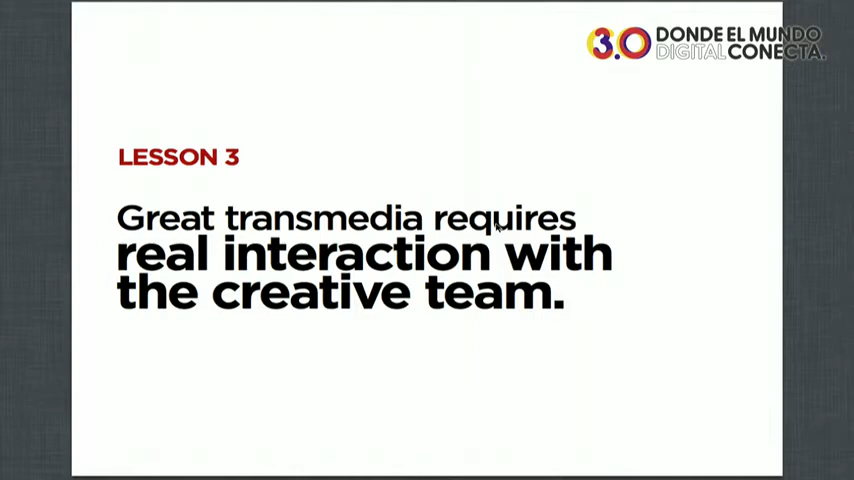 3.0 DONDE EL MUNDO
DIGITAL CONECTA.
LESSON 3
Great transmedia requires
real interaction with
the creative team.